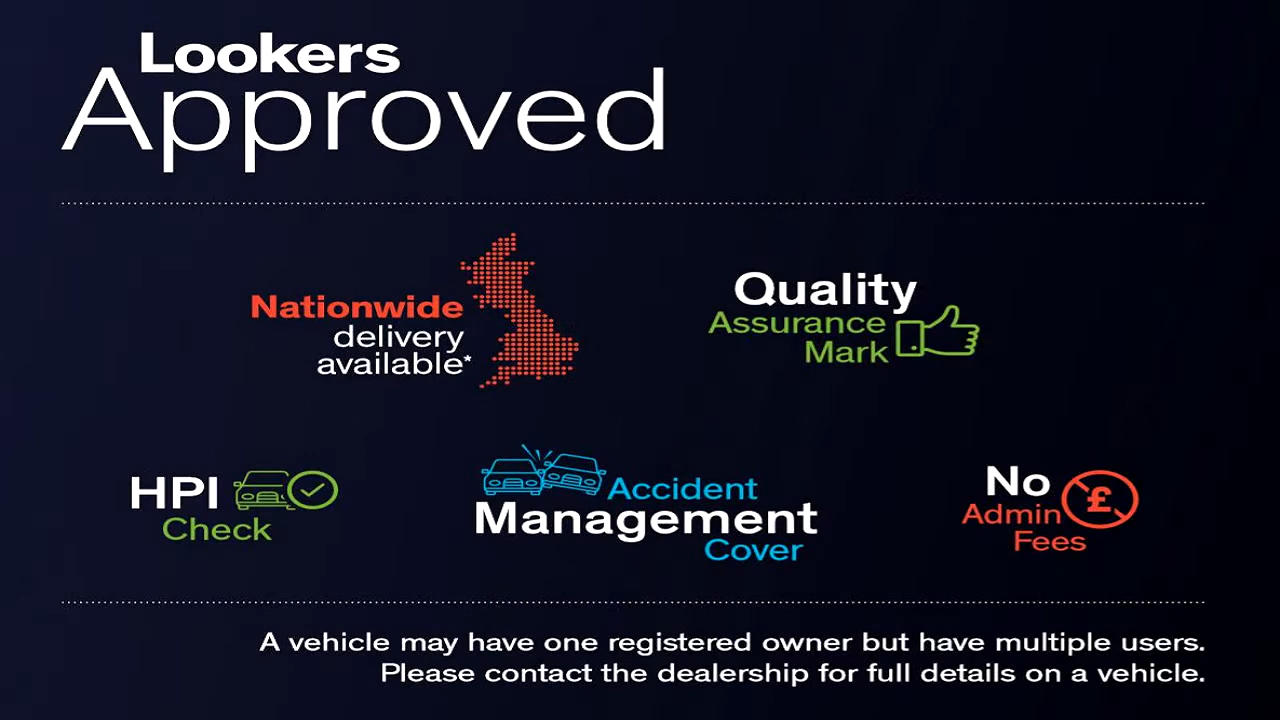 Lookers
Approved
Nationwide
delivery
available*
Quality
Assurance
Mark
HPI
Check
Accident
Management
Cover
No
Admin
Fees
£
A vehicle may have one registered owner but have multiple users.
Please contact the dealership for full details on a vehicle.